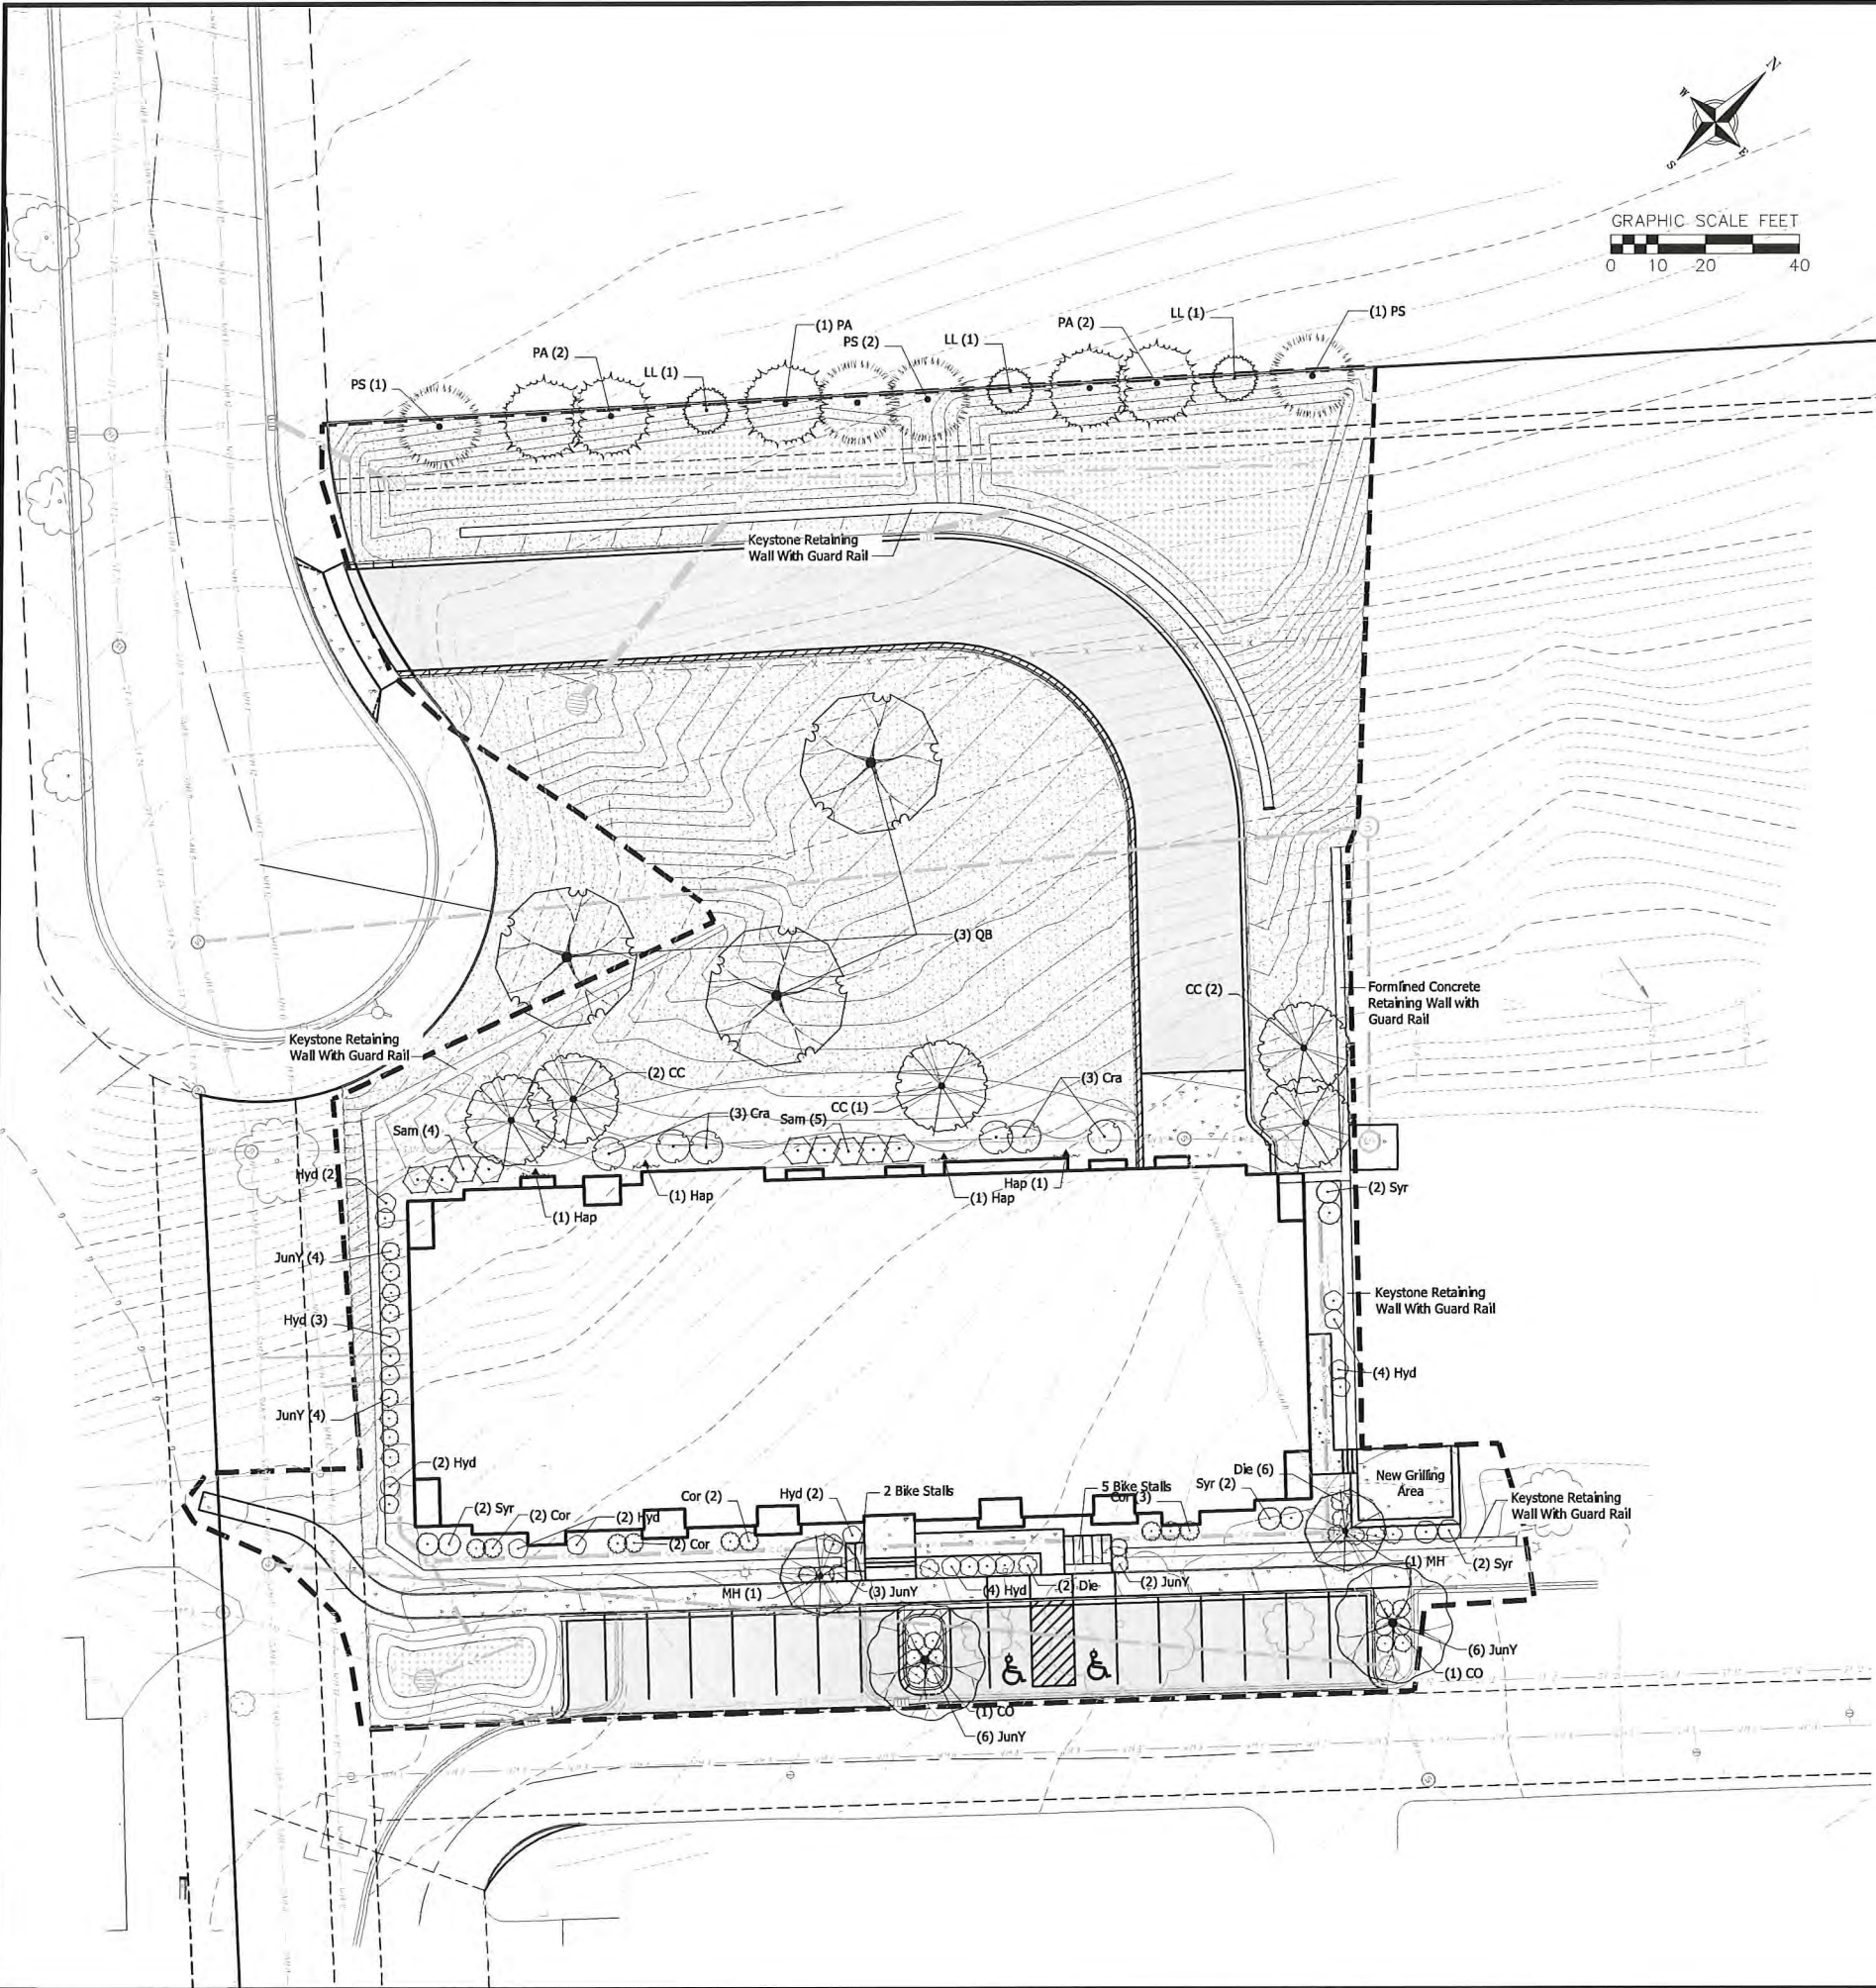 N
W
S
E
GRAPHIC SCALE FEET
0 10 20 40
LL (1)
(1) PS
(1) PA
PA (2)
PS (2)
LL (1)
PA (2)
LL (1)
PS (1)
Keystone Retaining
Wall With Guard Rail
(3) QB
CC (2)
Formlined Concrete
Retaining Wall with
Guard Rail
Keystone Retaining
Wall With Guard Rail
(2) CC
(3) Cra
CC (1)
(3) Cra
Sam (5)
Sam (4)
Hyd (2)
(1) Hap
(1) Hap
(1) Hap
Hap (1)
(2) Syr
JunY (4)
Hyd (3)
Keystone Retaining
Wall With Guard Rail
(4) Hyd
JunY (4)
(2) Hyd
Die (6)
New Grilling
Area
Syr (2)
5 Bike Stalls
Cor (3)
2 Bike Stalls
Hyd (2)
Cor (2)
Keystone Retaining
Wall With Guard Rail
(2) Syr
(2) Cor
(2) Hyd
(2) Cor
(1) MH
(2) Syr
MH (1)
(3) JunY
(4) Hyd
(2) Die
(2) JunY
(6) JunY
(1) CO
(1) CO
(6) JunY